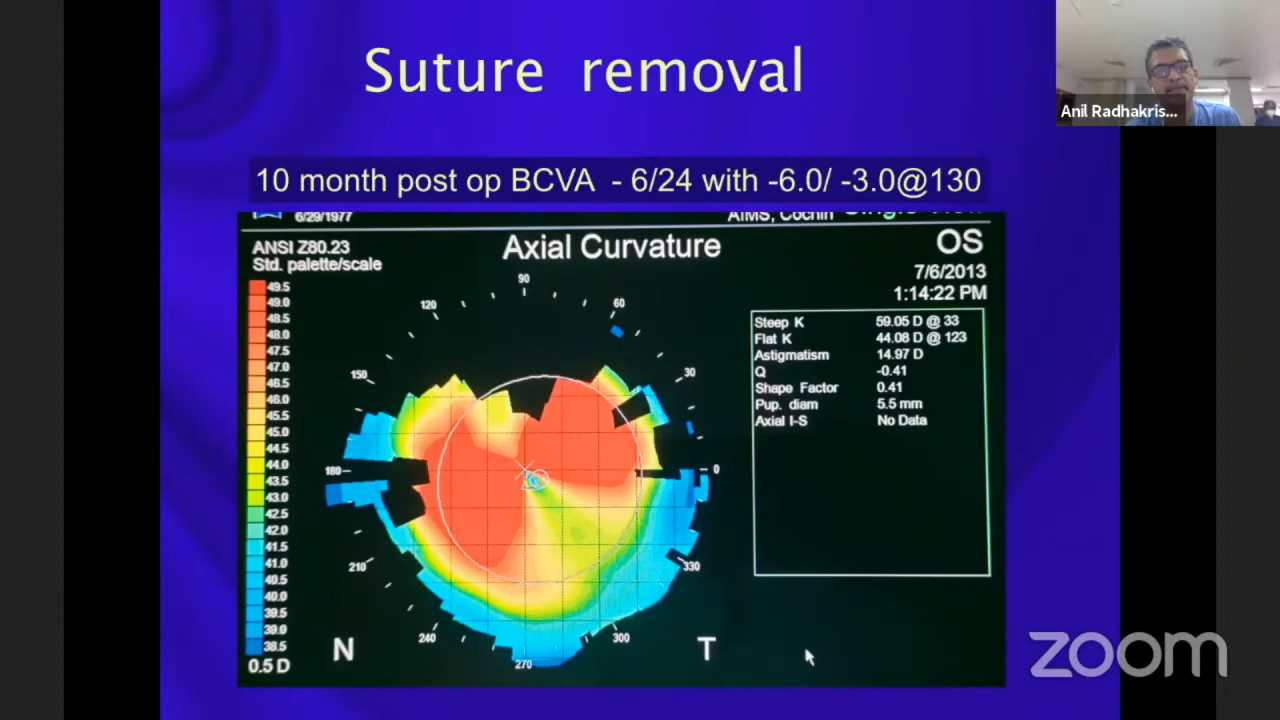 Suture removal
Anil Radhakris...
10 month post op BCVA - 6/24 with -6.0/ -3.0@130
6/29/1977
AIMS, Cochin
ANSI Z80.23
Std. palette/scale
Axial Curvature
OS
7/6/2013
1:14:22 PM
49.5
49.0
48.5
48.0
47.5
47.0
46.5
46.0
45.5
45.0
44.5
44.0
43.5
43.0
42.5
42.0
41.5
41.0
40.5
40.0
39.5
39.0
38.5
0.5 D
90
120
60
150
30
180
0
210
330
240
300
270
N
T
Steep K 59.05 D @ 33
Flat K 44.08 D @ 123
Astigmatism 14.97 D
Q -0.41
Shape Factor 0.41
Pup. diam 5.5 mm
Axial I-S No Data
zoom